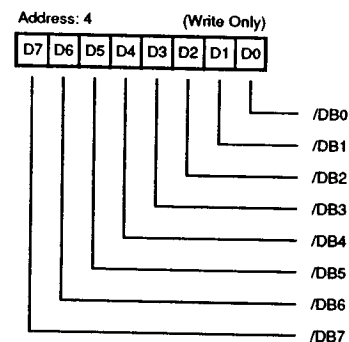 Address: 4 (Write Only)
D7 D6 D5 D4 D3 D2 D1 D0
/DB0
/DB1
/DB2
/DB3
/DB4
/DB5
/DB6
/DB7